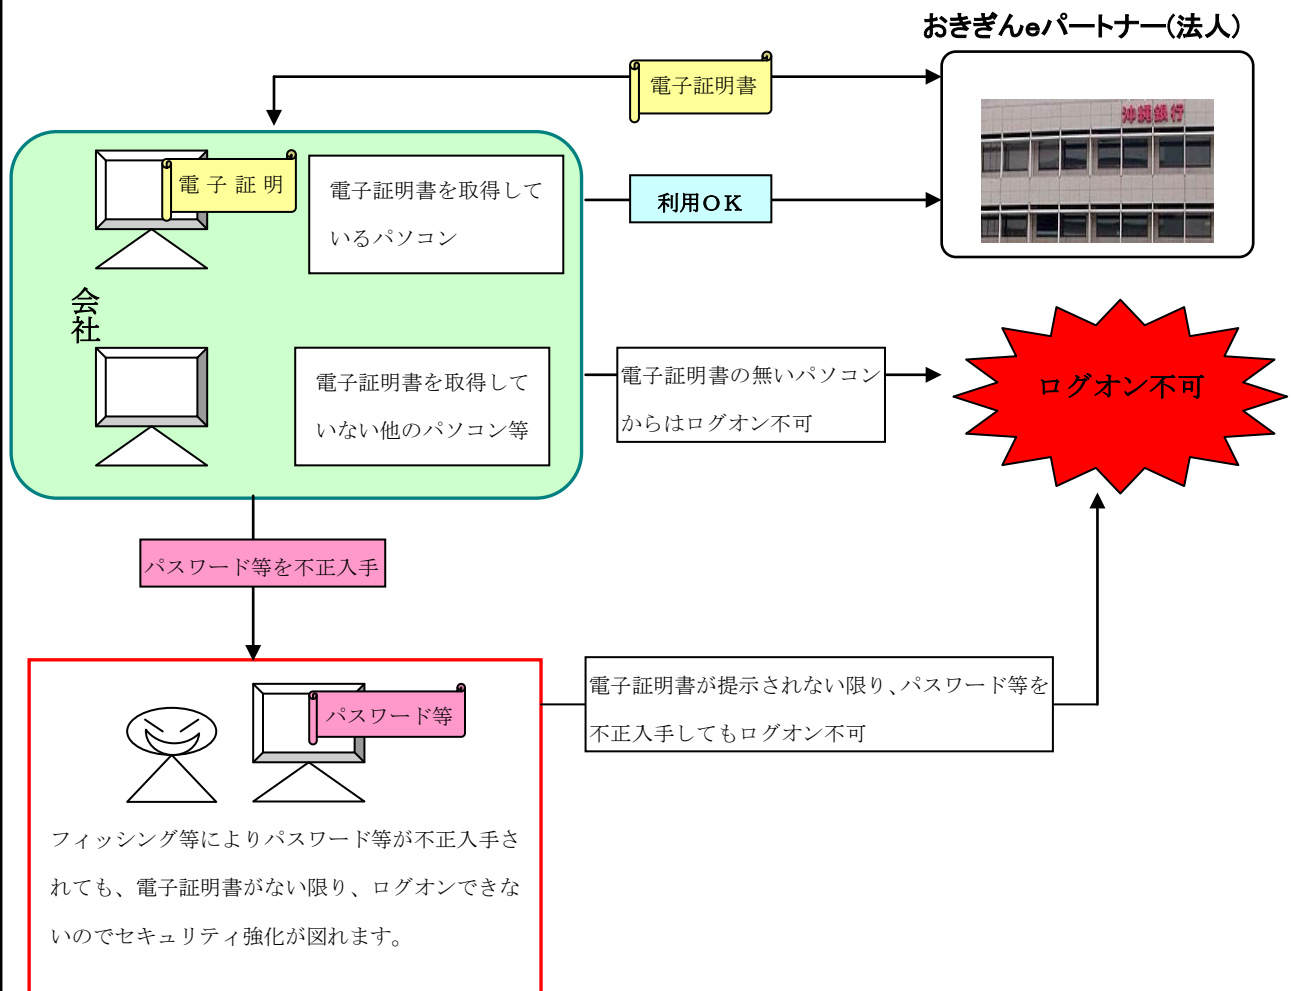 おきぎんeパートナー(法人)
電子証明書
沖縄銀行
電子証明
電子証明書を取得して
いるパソコン
利用OK
会社
電子証明書を取得して
いない他のパソコン等
電子証明書の無いパソコン
からはログオン不可
ログオン不可
パスワード等を不正入手
パスワード等
電子証明書が提示されない限り、パスワード等を
不正入手してもログオン不可
フィッシング等によりパスワード等が不正入手さ
れても、電子証明書がない限り、ログオンできな
いのでセキュリティ強化が図れます。